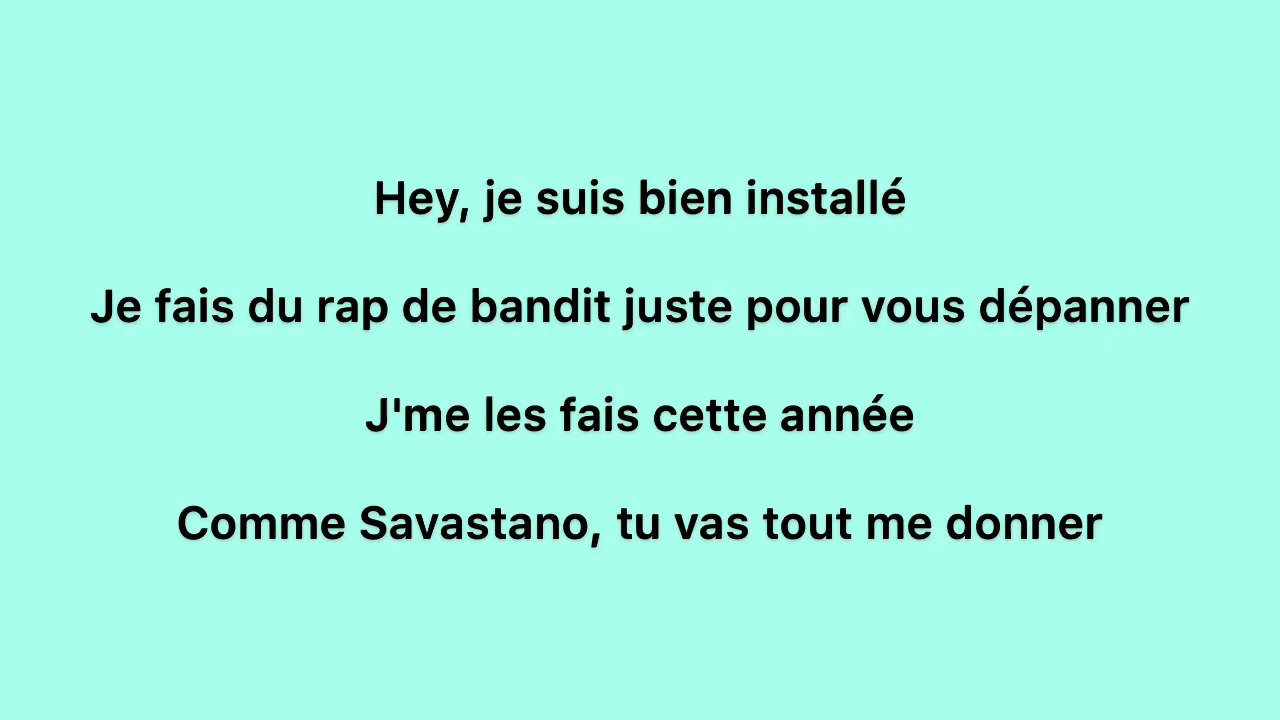 Hey, je suis bien installé
Je fais du rap de bandit juste pour vous dépanner
J'me les fais cette année
Comme Savastano, tu vas tout me donner